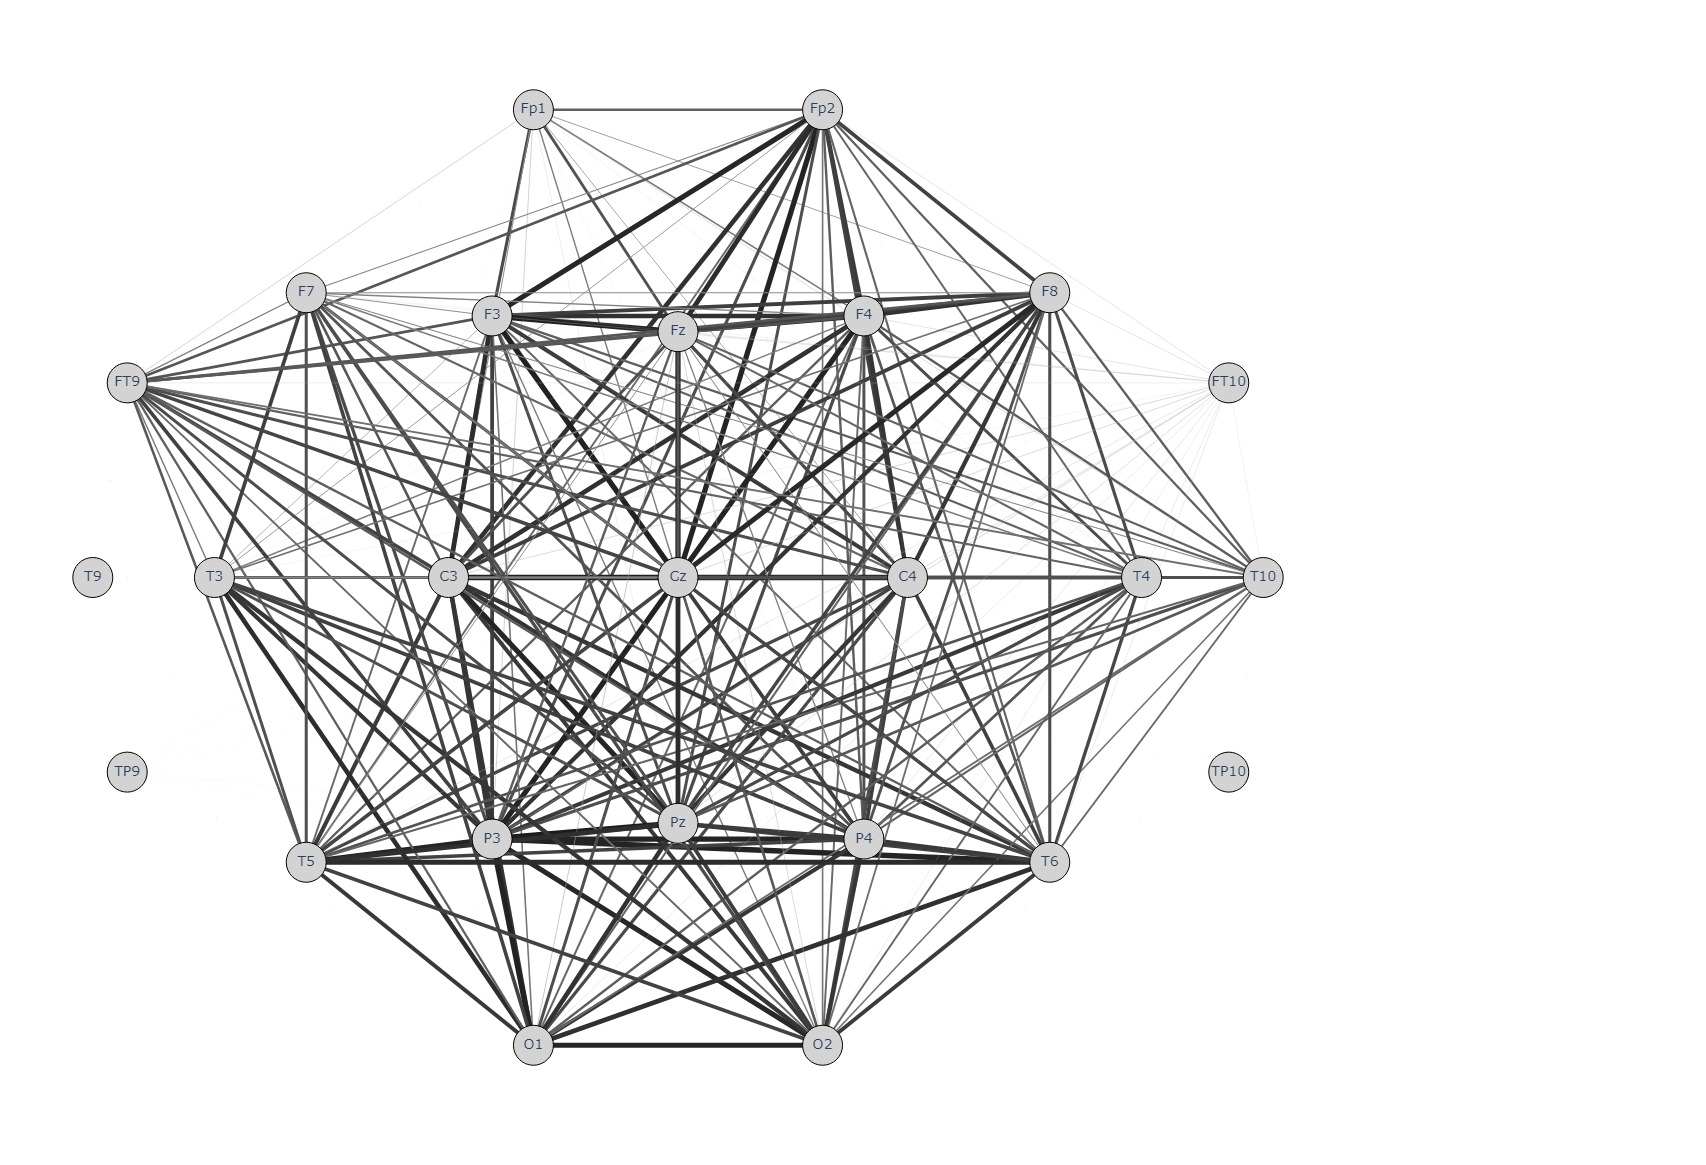 Fp1 Fp2
F7 F3 Fz F4 F8
FT9 FT10
T9 T3 C3 Cz C4 T4 T10
TP9 TP10
T5 P3 Pz P4 T6
O1 O2